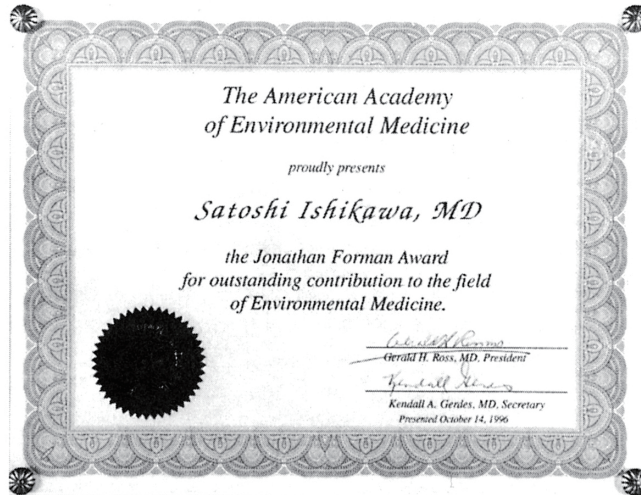 The American Academy
of Environmental Medicine
proudly presents
Satoshi Ishikawa, MD
the Jonathan Forman Award
for outstanding contribution to the field
of Environmental Medicine.
Gerald H. Ross, MD, President
Kendall A. Gerdes, MD, Secretary
Presented October 14, 1996